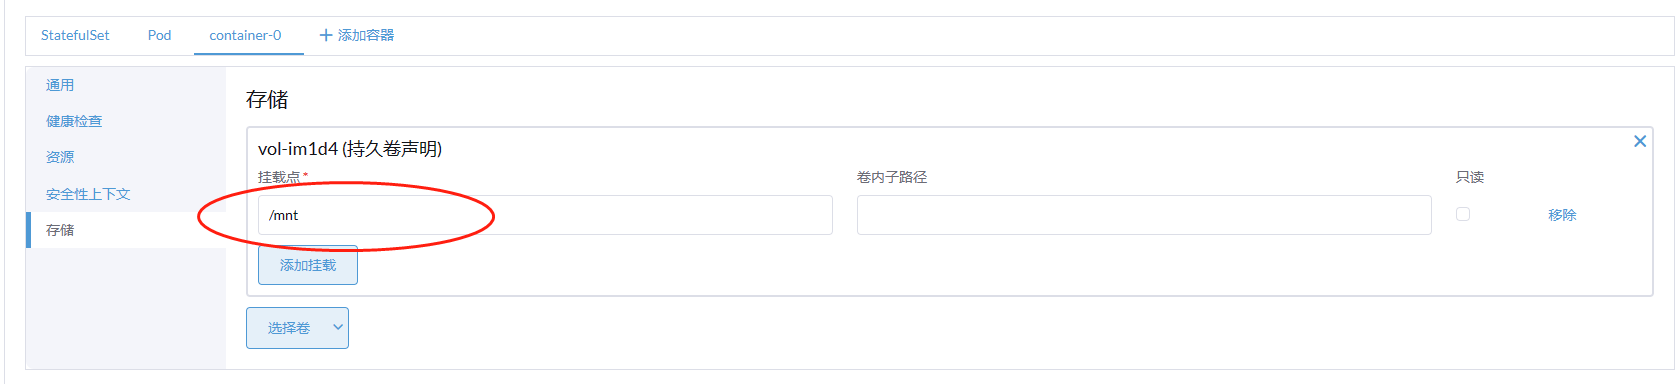 StatefulSet Pod container-0 + 添加容器
通用
健康检查
资源
安全性上下文
存储
存储
vol-im1d4 (持久卷声明)
挂载点* 卷内子路径 只读
/mnt 移除
添加挂载
选择卷